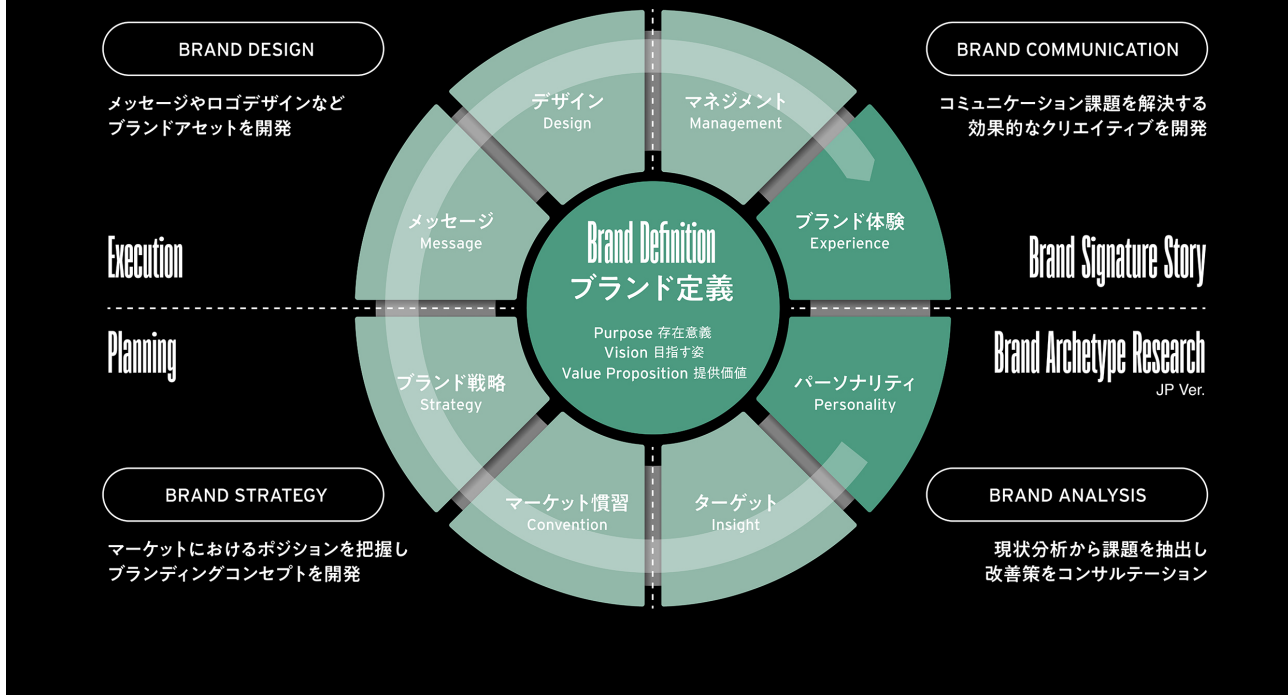 BRAND DESIGN
メッセージやロゴデザインなど
ブランドアセットを開発
BRAND COMMUNICATION
コミュニケーション課題を解決する
効果的なクリエイティブを開発
デザイン
Design
マネジメント
Management
メッセージ
Message
ブランド体験
Experience
Execution
Planning
Brand Signature Story
Brand Archetype Research
JP Ver.
Brand Definition
ブランド定義
Purpose 存在意義
Vision 目指す姿
Value Proposition 提供価値
ブランド戦略
Strategy
パーソナリティ
Personality
マーケット慣習
Convention
ターゲット
Insight
BRAND STRATEGY
マーケットにおけるポジションを把握し
ブランディングコンセプトを開発
BRAND ANALYSIS
現状分析から課題を抽出し
改善策をコンサルテーション